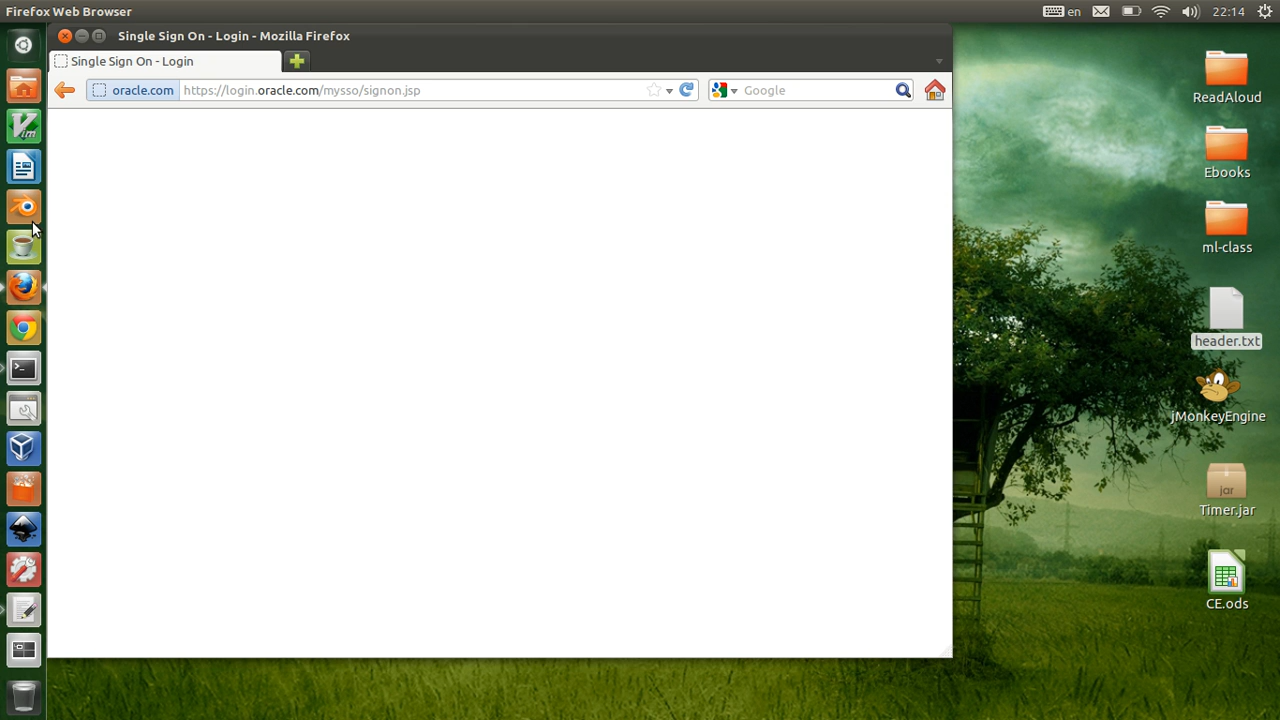 Firefox Web Browser
en
22:14
Single Sign On - Login - Mozilla Firefox
Single Sign On - Login
oracle.com
https://login.oracle.com/mysso/signon.jsp
Google
ReadAloud
Ebooks
ml-class
header.txt
jMonkeyEngine
jar
Timer.jar
CE.ods
Vim
>_